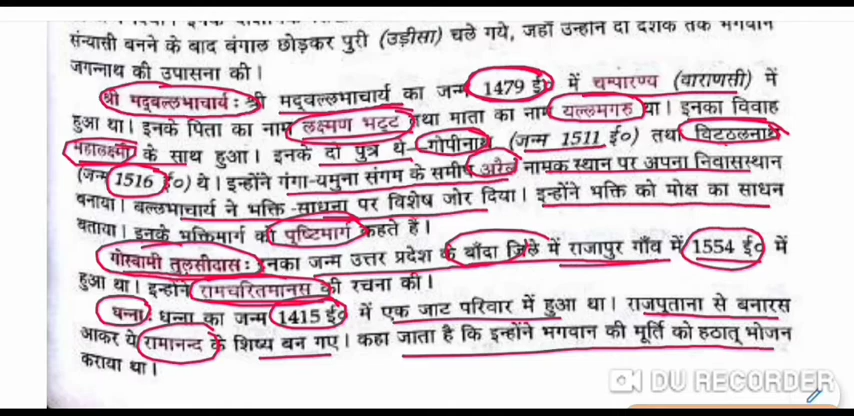 संन्यासी बनने के बाद बंगाल छोड़कर पुरी (उड़ीसा) चले गये, जहाँ उन्होंने दो दशक तक भगवान
जगन्नाथ की उपासना की।
श्री मद्बल्लभाचार्य : श्री मद्बल्लभाचार्य का जन्म 1479 ई० में चम्पारण्य (वाराणसी) में
हुआ था। इनके पिता का नाम लक्ष्मण भट्ट तथा माता का नाम यल्लमगरु था। इनका विवाह
महालक्ष्मी के साथ हुआ। इनके दो पुत्र थे गोपीनाथ (जन्म 1511 ई०) तथा विट्ठलनाथ
(जन्म 1516 ई०) थे। इन्होंने गंगा-यमुना संगम के समीप अरैल नामक स्थान पर अपना निवासस्थान
बनाया। बल्लभाचार्य ने भक्ति-साधना पर विशेष जोर दिया। इन्होंने भक्ति को मोक्ष का साधन
बताया। इनके भक्तिमार्ग को पुष्टिमार्ग कहते हैं।
गोस्वामी तुलसीदास : इनका जन्म उत्तर प्रदेश के बाँदा जिले में राजापुर गाँव में 1554 ई० में
हुआ था। इन्होंने रामचरितमानस की रचना की।
धन्ना : धन्ना का जन्म 1415 ई० में एक जाट परिवार में हुआ था। राजपुताना से बनारस
आकर ये रामानन्द के शिष्य बन गए। कहा जाता है कि इन्होंने भगवान की मूर्ति को हठात् भोजन
कराया था।
DU RECORDER